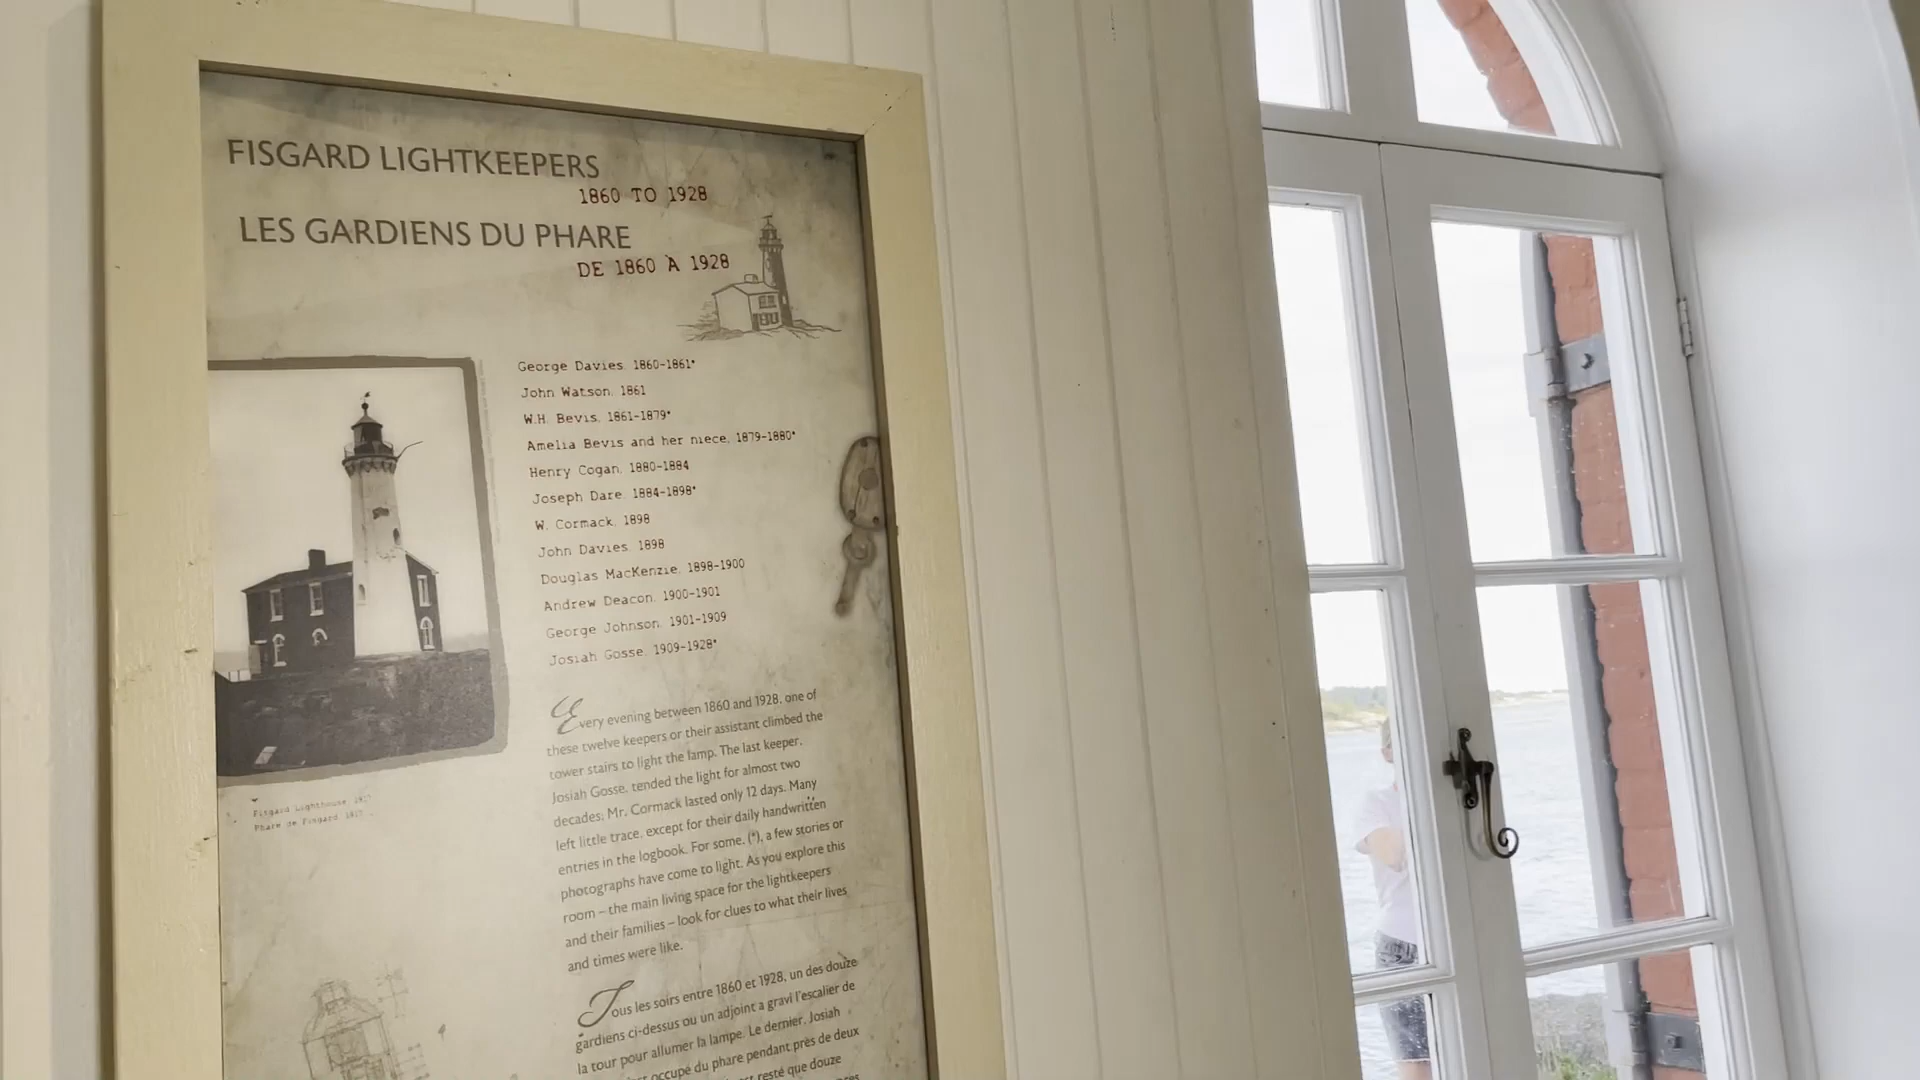 FISGARD LIGHTKEEPERS
1860 TO 1928
LES GARDIENS DU PHARE
DE 1860 À 1928
George Davies, 1860-1861*
John Watson, 1861
W.H. Bevis, 1861-1879*
Amelia Bevis and her niece, 1879-1880*
Henry Cogan, 1880-1884
Joseph Dare, 1884-1898*
W. Cormack, 1898
John Davies, 1898
Douglas MacKenzie, 1898-1900
Andrew Deacon, 1900-1901
George Johnson, 1901-1909
Josiah Gosse, 1909-1928*
Fisgard Lighthouse
Phare de Fisgard
Every evening between 1860 and 1928, one of
these twelve keepers or their assistant climbed the
tower stairs to light the lamp. The last keeper,
Josiah Gosse, tended the light for almost two
decades; Mr. Cormack lasted only 12 days. Many
left little trace, except for their daily handwritten
entries in the logbook. For some, (*), a few stories or
photographs have come to light. As you explore this
room – the main living space for the lightkeepers
and their families – look for clues to what their lives
and times were like.
Tous les soirs entre 1860 et 1928, un des douze
gardiens ci-dessus ou un adjoint a gravi l'escalier de
la tour pour allumer la lampe. Le dernier, Josiah
occupé du phare pendant près de deux
resté que douze